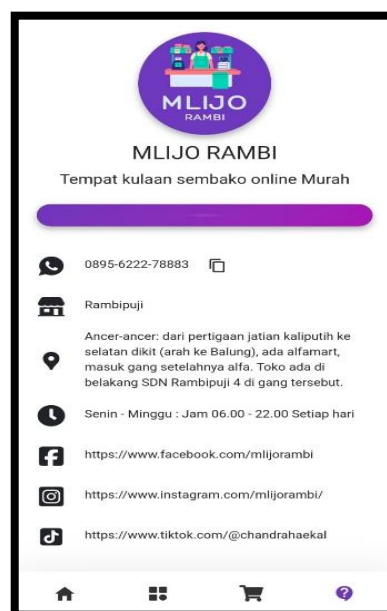 MLIJO
RAMBI
MLIJO RAMBI
Tempat kulaan sembako online Murah
0895-6222-78883
Rambipuji
Ancer-ancer: dari pertigaan jatian kaliputih ke
selatan dikit (arah ke Balung), ada alfamart,
masuk gang setelahnya alfa. Toko ada di
belakang SDN Rambipuji 4 di gang tersebut.
Senin - Minggu : Jam 06.00 - 22.00 Setiap hari
https://www.facebook.com/mlijorambi
https://www.instagram.com/mlijorambi/
https://www.tiktok.com/@chandrahaekal